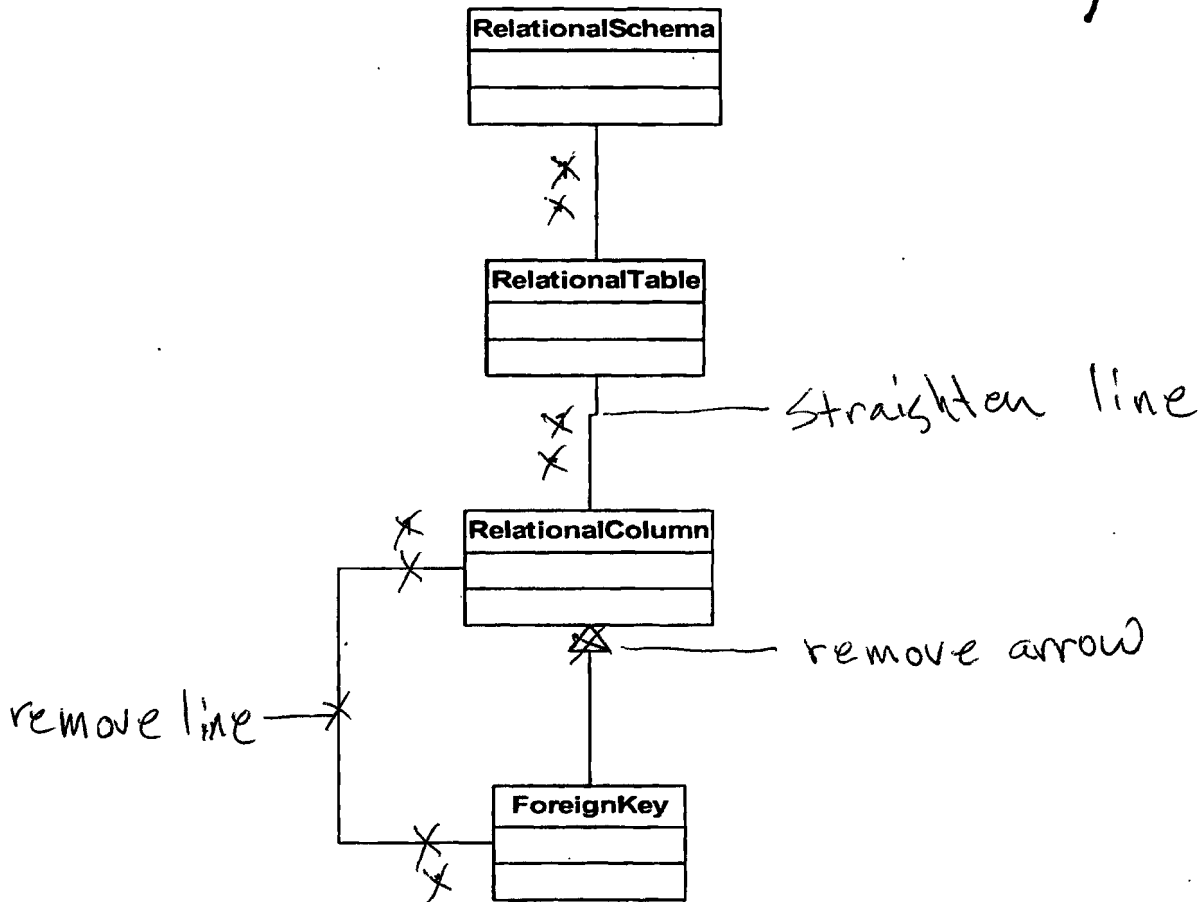 RelationalSchema
RelationalTable
straighten line
RelationalColumn
remove arrow
remove line
ForeignKey